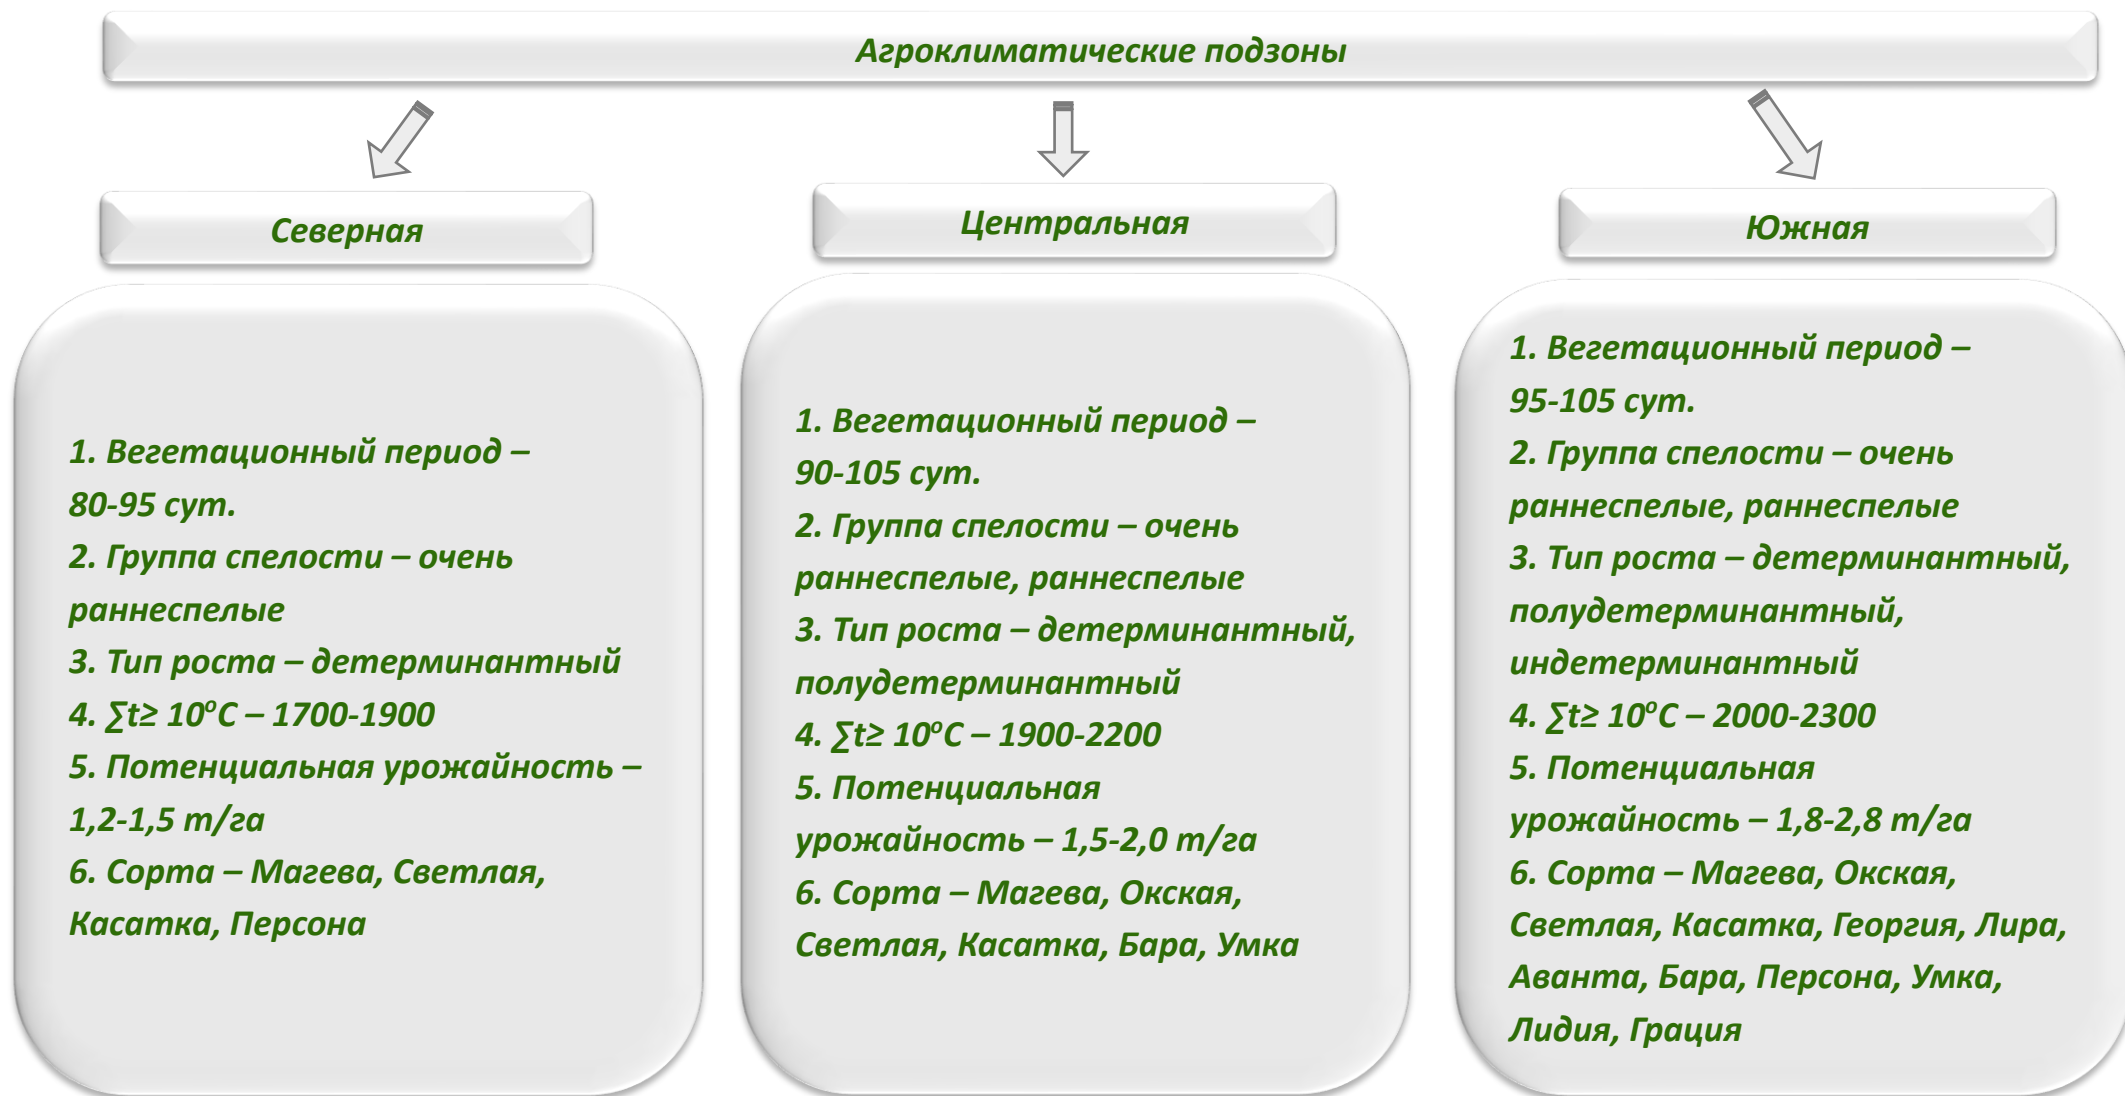 Агроклиматические подзоны
Северная
1. Вегетационный период –
80-95 сут.
2. Группа спелости – очень
раннеспелые
3. Тип роста – детерминантный
4. ∑t≥ 10⁰С – 1700-1900
5. Потенциальная урожайность –
1,2-1,5 т/га
6. Сорта – Магева, Светлая,
Касатка, Персона
Центральная
1. Вегетационный период –
90-105 сут.
2. Группа спелости – очень
раннеспелые, раннеспелые
3. Тип роста – детерминантный,
полудетерминантный
4. ∑t≥ 10⁰С – 1900-2200
5. Потенциальная
урожайность – 1,5-2,0 т/га
6. Сорта – Магева, Окская,
Светлая, Касатка, Бара, Умка
Южная
1. Вегетационный период –
95-105 сут.
2. Группа спелости – очень
раннеспелые, раннеспелые
3. Тип роста – детерминантный,
полудетерминантный,
индетерминантный
4. ∑t≥ 10⁰С – 2000-2300
5. Потенциальная
урожайность – 1,8-2,8 т/га
6. Сорта – Магева, Окская,
Светлая, Касатка, Георгия, Лира,
Аванта, Бара, Персона, Умка,
Лидия, Грация